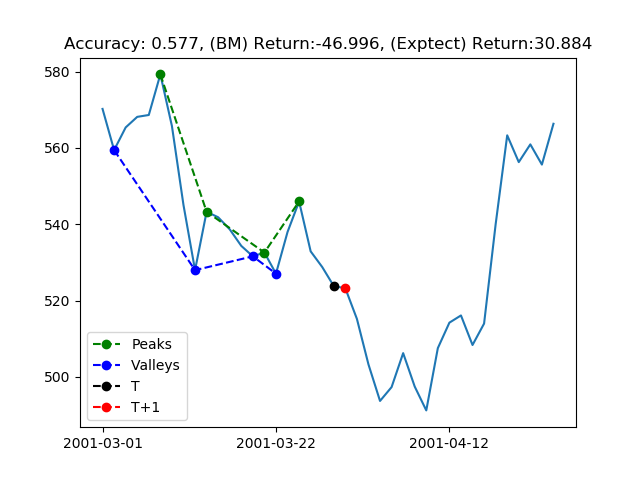 Accuracy: 0.577, (BM) Return:-46.996, (Exptect) Return:30.884
580
560
540
520
500
Peaks
Valleys
T
T+1
2001-03-01
2001-03-22
2001-04-12